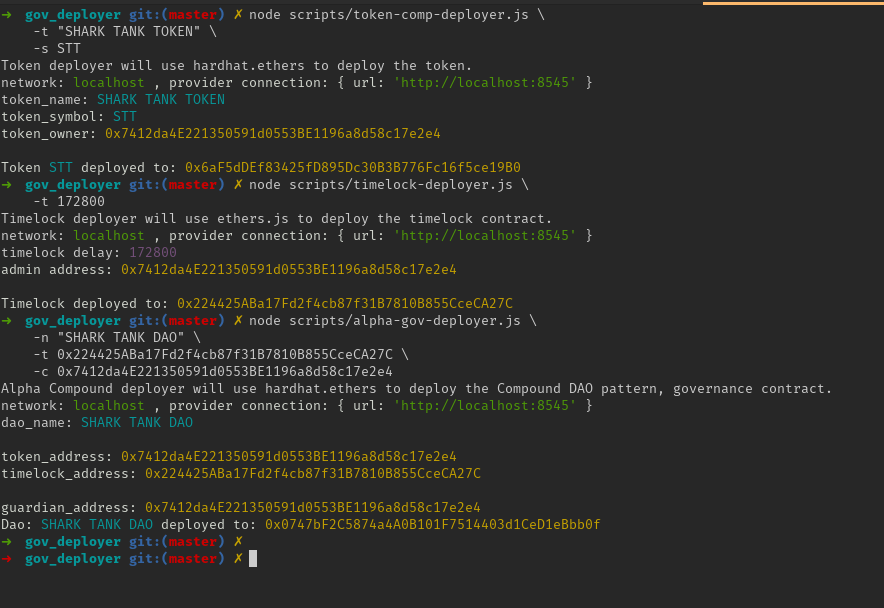 ➜  gov_deployer git:(master) ✗ node scripts/token-comp-deployer.js \
    -t "SHARK TANK TOKEN" \
    -s STT
Token deployer will use hardhat.ethers to deploy the token.
network: localhost , provider connection: { url: 'http://localhost:8545' }
token_name: SHARK TANK TOKEN
token_symbol: STT
token_owner: 0x7412da4E221350591d0553BE1196a8d58c17e2e4
Token STT deployed to: 0x6aF5dDEf83425fD895Dc30B3B776Fc16f5ce19B0
➜  gov_deployer git:(master) ✗ node scripts/timelock-deployer.js \
    -t 172800
Timelock deployer will use ethers.js to deploy the timelock contract.
network: localhost , provider connection: { url: 'http://localhost:8545' }
timelock delay: 172800
admin address: 0x7412da4E221350591d0553BE1196a8d58c17e2e4
Timelock deployed to: 0x224425ABa17Fd2f4cb87f31B7810B855CceCA27C
➜  gov_deployer git:(master) ✗ node scripts/alpha-gov-deployer.js \
    -n "SHARK TANK DAO" \
    -t 0x224425ABa17Fd2f4cb87f31B7810B855CceCA27C \
    -c 0x7412da4E221350591d0553BE1196a8d58c17e2e4
Alpha Compound deployer will use hardhat.ethers to deploy the Compound DAO pattern, governance contract.
network: localhost , provider connection: { url: 'http://localhost:8545' }
dao_name: SHARK TANK DAO
token_address: 0x7412da4E221350591d0553BE1196a8d58c17e2e4
timelock_address: 0x224425ABa17Fd2f4cb87f31B7810B855CceCA27C
guardian_address: 0x7412da4E221350591d0553BE1196a8d58c17e2e4
Dao: SHARK TANK DAO deployed to: 0x0747bF2C5874a4A0B101F7514403d1CeD1eBbb0f
➜  gov_deployer git:(master) ✗
➜  gov_deployer git:(master) ✗